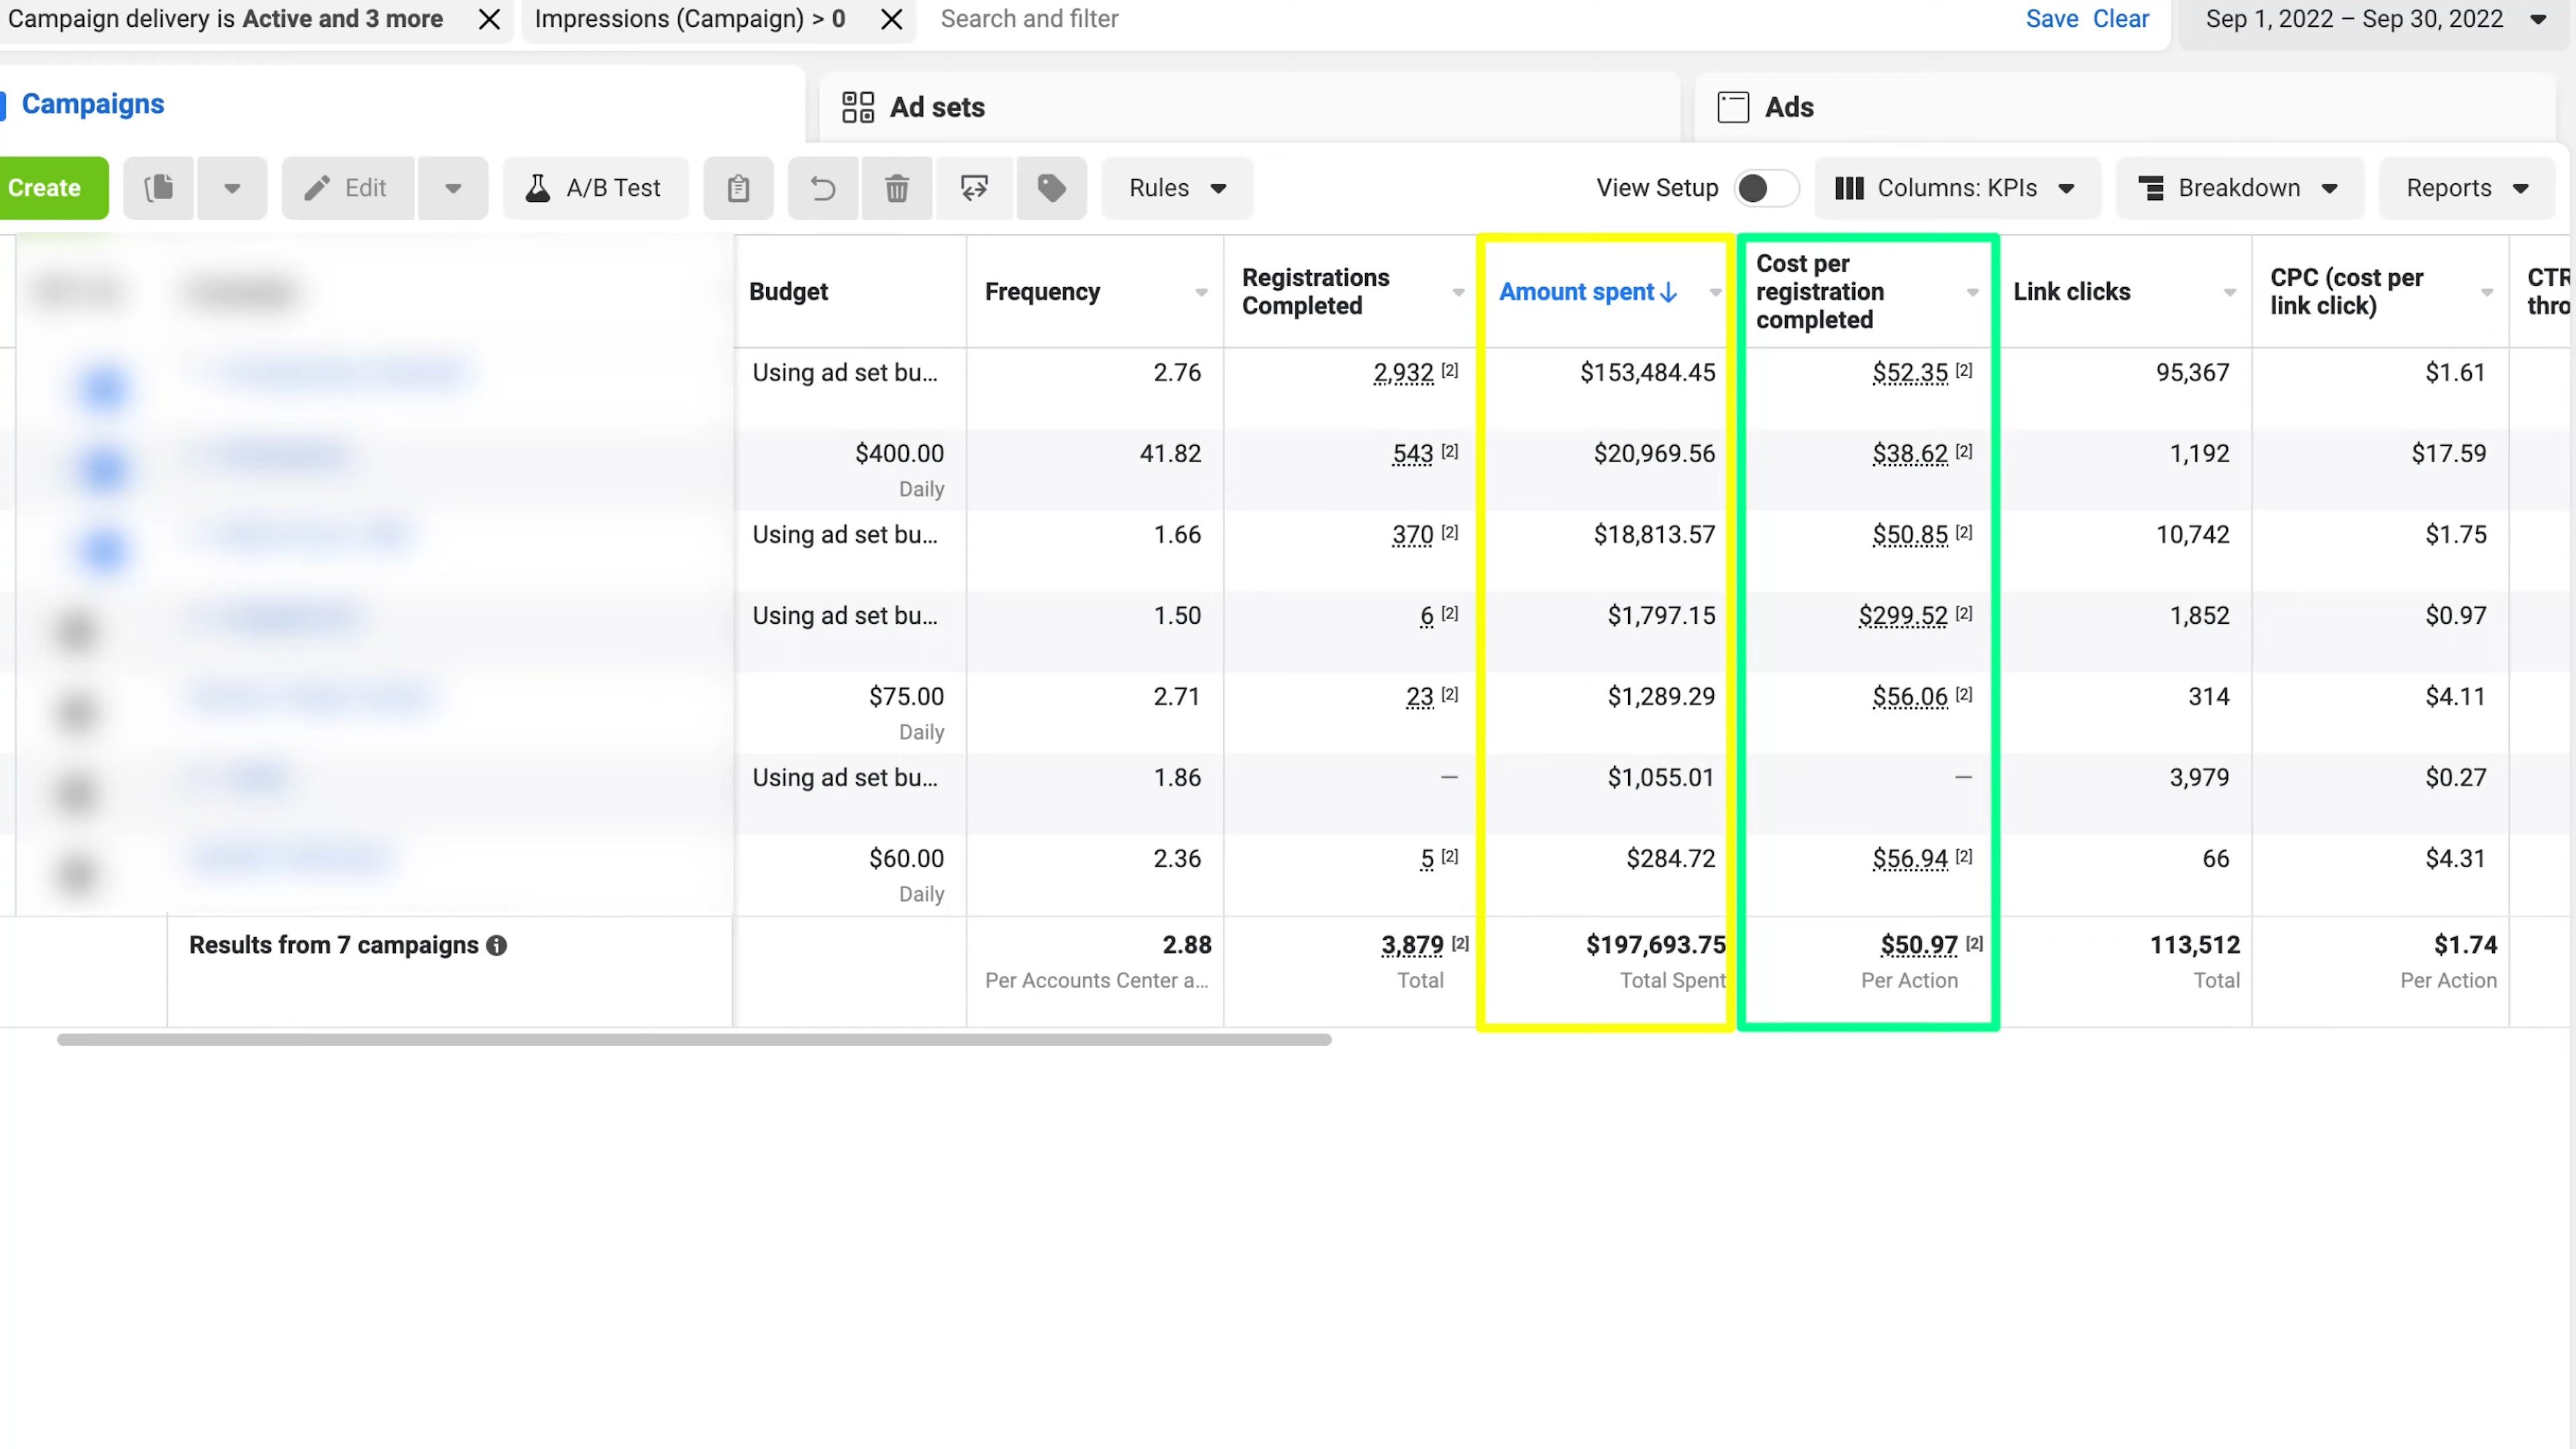 Campaign delivery is Active and 3 more
Impressions (Campaign) > 0
Search and filter
Save Clear
Sep 1, 2022 – Sep 30, 2022
Campaigns
Ad sets
Ads
Create
Edit
A/B Test
Rules
View Setup
Columns: KPIs
Breakdown
Reports
Budget
Frequency
Registrations
Completed
Amount spent↓
Cost per
registration
completed
Link clicks
CPC (cost per
link click)
CTR
thro
Using ad set bu... 2.76 2,932 [2] $153,484.45 $52.35 [2] 95,367 $1.61
$400.00 41.82 543 [2] $20,969.56 $38.62 [2] 1,192 $17.59
Daily
Using ad set bu... 1.66 370 [2] $18,813.57 $50.85 [2] 10,742 $1.75
Using ad set bu... 1.50 6 [2] $1,797.15 $299.52 [2] 1,852 $0.97
$75.00 2.71 23 [2] $1,289.29 $56.06 [2] 314 $4.11
Daily
Using ad set bu... 1.86 — $1,055.01 — 3,979 $0.27
$60.00 2.36 5 [2] $284.72 $56.94 [2] 66 $4.31
Daily
Results from 7 campaigns 2.88 3,879 [2] $197,693.75 $50.97 [2] 113,512 $1.74
Per Accounts Center a... Total Total Spent Per Action Total Per Action